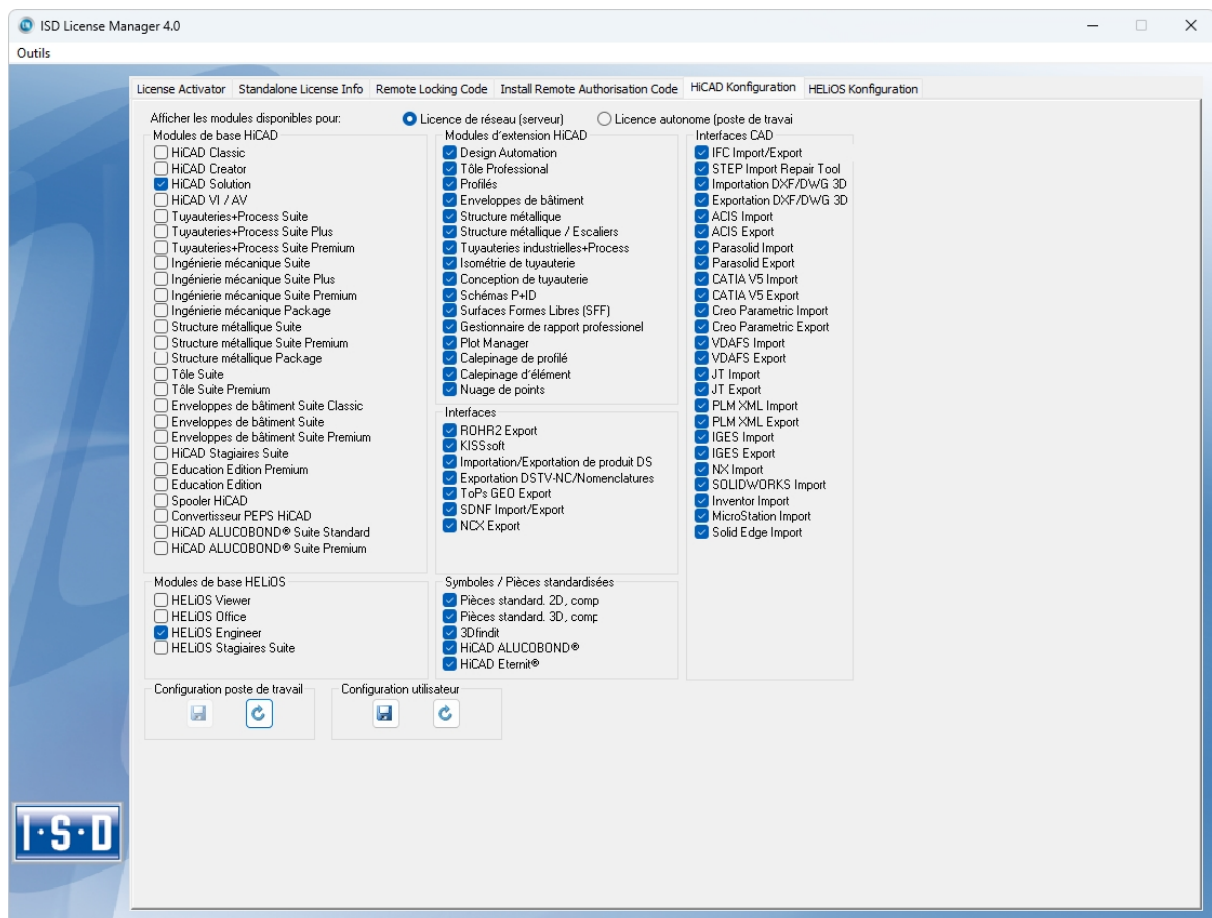 ISD License Manager 4.0
Outils
License Activator Standalone License Info Remote Locking Code Install Remote Authorisation Code HiCAD Konfiguration HELiOS Konfiguration
Afficher les modules disponibles pour: Licence de réseau (serveur) Licence autonome (poste de travai
Modules de base HiCAD
HiCAD Classic
HiCAD Creator
HiCAD Solution
HiCAD VI / AV
Tuyauteries+Process Suite
Tuyauteries+Process Suite Plus
Tuyauteries+Process Suite Premium
Ingénierie mécanique Suite
Ingénierie mécanique Suite Plus
Ingénierie mécanique Suite Premium
Ingénierie mécanique Package
Structure métallique Suite
Structure métallique Suite Premium
Structure métallique Package
Tôle Suite
Tôle Suite Premium
Enveloppes de bâtiment Suite Classic
Enveloppes de bâtiment Suite
Enveloppes de bâtiment Suite Premium
HiCAD Stagiaires Suite
Education Edition Premium
Education Edition
Spooler HiCAD
Convertisseur PEPS HiCAD
HiCAD ALUCOBOND® Suite Standard
HiCAD ALUCOBOND® Suite Premium
Modules d'extension HiCAD
Design Automation
Tôle Professional
Profilés
Enveloppes de bâtiment
Structure métallique
Structure métallique / Escaliers
Tuyauteries industrielles+Process
Isométrie de tuyauterie
Conception de tuyauterie
Schémas P+ID
Surfaces Formes Libres (SFF)
Gestionnaire de rapport professionel
Plot Manager
Calepinage de profilé
Calepinage d'élément
Nuage de points
Interfaces
ROHR2 Export
KISSsoft
Importation/Exportation de produit DS
Exportation DSTV-NC/Nomenclatures
ToPs GEO Export
SDNF Import/Export
NCX Export
Interfaces CAD
IFC Import/Export
STEP Import Repair Tool
Importation DXF/DWG 3D
Exportation DXF/DWG 3D
ACIS Import
ACIS Export
Parasolid Import
Parasolid Export
CATIA V5 Import
CATIA V5 Export
Creo Parametric Import
Creo Parametric Export
VDAFS Import
VDAFS Export
JT Import
JT Export
PLM XML Import
PLM XML Export
IGES Import
IGES Export
NX Import
SOLIDWORKS Import
Inventor Import
MicroStation Import
Solid Edge Import
Modules de base HELiOS
HELiOS Viewer
HELiOS Office
HELiOS Engineer
HELiOS Stagiaires Suite
Symboles / Pièces standardisées
Pièces standard. 2D, comp
Pièces standard. 3D, comp
3Dfindit
HiCAD ALUCOBOND®
HiCAD Eternit®
Configuration poste de travail
Configuration utilisateur
I·S·D